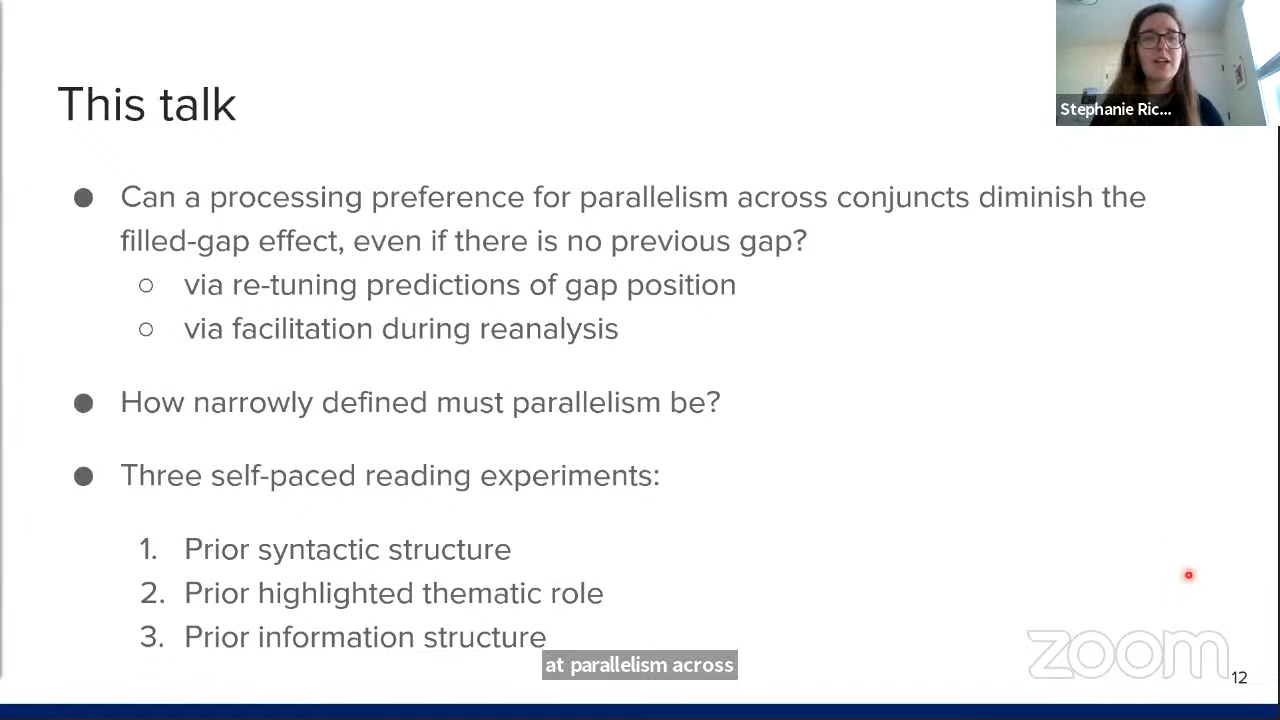 This talk
Stephanie Ric...
● Can a processing preference for parallelism across conjuncts diminish the
filled-gap effect, even if there is no previous gap?
○ via re-tuning predictions of gap position
○ via facilitation during reanalysis
● How narrowly defined must parallelism be?
● Three self-paced reading experiments:
1. Prior syntactic structure
2. Prior highlighted thematic role
3. Prior information structure
at parallelism across
zoom
12